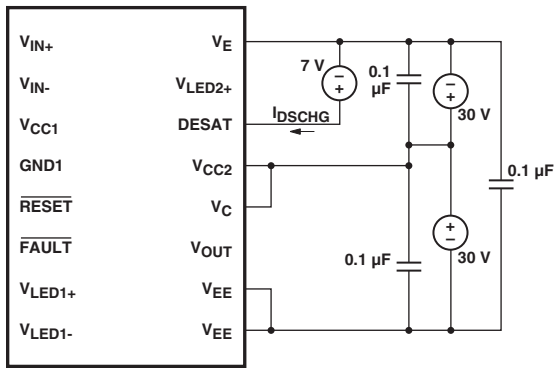 V_IN+
V_IN-
V_CC1
GND1
RESET
FAULT
V_LED1+
V_LED1-
V_E
V_LED2+
DESAT
V_CC2
V_C
V_OUT
V_EE
V_EE
7 V
I_DSCHG
0.1
µF
30 V
0.1 µF
0.1 µF
30 V